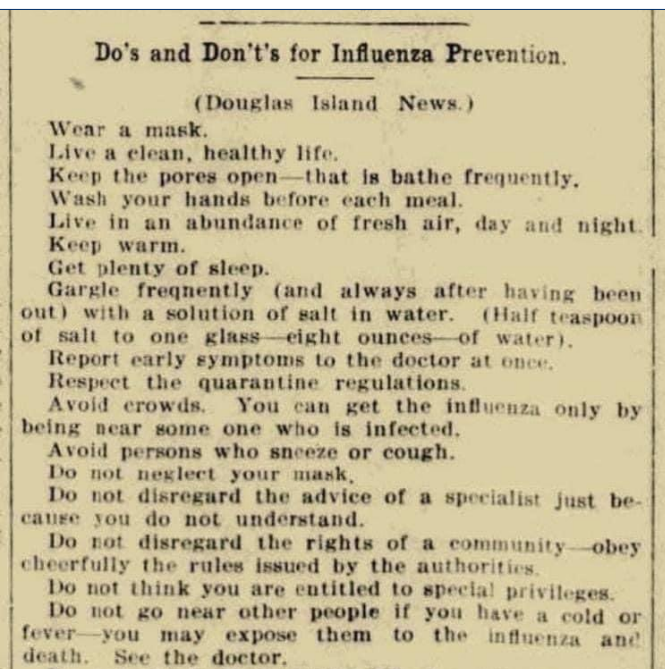 Do's and Don't's for Influenza Prevention.
(Douglas Island News.)
Wear a mask.
Live a clean, healthy life.
Keep the pores open—that is bathe frequently.
Wash your hands before each meal.
Live in an abundance of fresh air, day and night.
Keep warm.
Get plenty of sleep.
Gargle freqnently (and always after having been
out) with a solution of salt in water. (Half teaspoon
of salt to one glass—eight ounces—of water).
Report early symptoms to the doctor at once.
Respect the quarantine regulations.
Avoid crowds. You can get the influenza only by
being near some one who is infected.
Avoid persons who sneeze or cough.
Do not neglect your mask.
Do not disregard the advice of a specialist just be-
cause you do not understand.
Do not disregard the rights of a community—obey
cheerfully the rules issued by the authorities.
Do not think you are entitled to special privileges.
Do not go near other people if you have a cold or
fever—you may expose them to the influenza and
death. See the doctor.